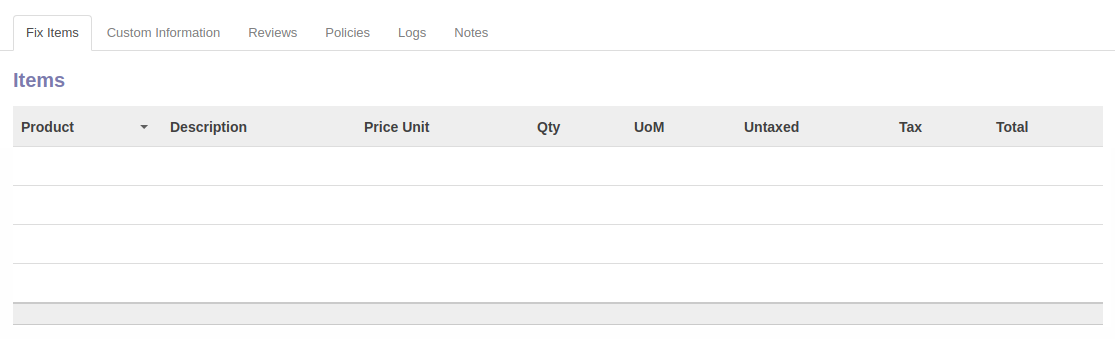 Fix Items Custom Information Reviews Policies Logs Notes
Items
Product Description Price Unit Qty UoM Untaxed Tax Total